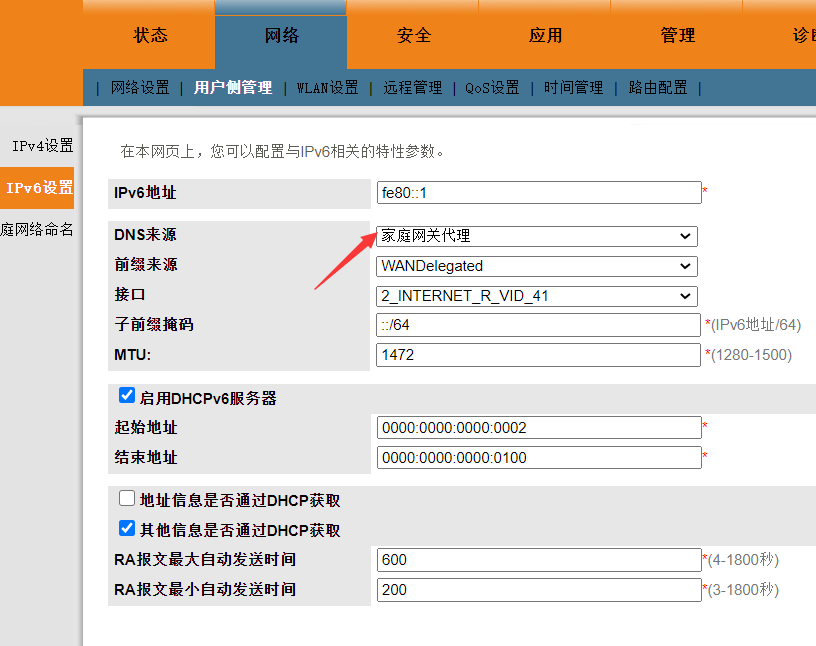 状态 网络 安全 应用 管理
| 网络设置 | 用户侧管理 | WLAN设置 | 远程管理 | QoS设置 | 时间管理 | 路由配置 |
IPv4设置
IPv6设置
庭网络命名
在本网页上，您可以配置与IPv6相关的特性参数。
IPv6地址 fe80::1 *
DNS来源 家庭网关代理
前缀来源 WANDelegated
接口 2_INTERNET_R_VID_41
子前缀掩码 ::/64 *(IPv6地址/64)
MTU: 1472 *(1280-1500)
启用DHCPv6服务器
起始地址 0000:0000:0000:0002 *
结束地址 0000:0000:0000:0100 *
地址信息是否通过DHCP获取
其他信息是否通过DHCP获取
RA报文最大自动发送时间 600 *(4-1800秒)
RA报文最小自动发送时间 200 *(3-1800秒)